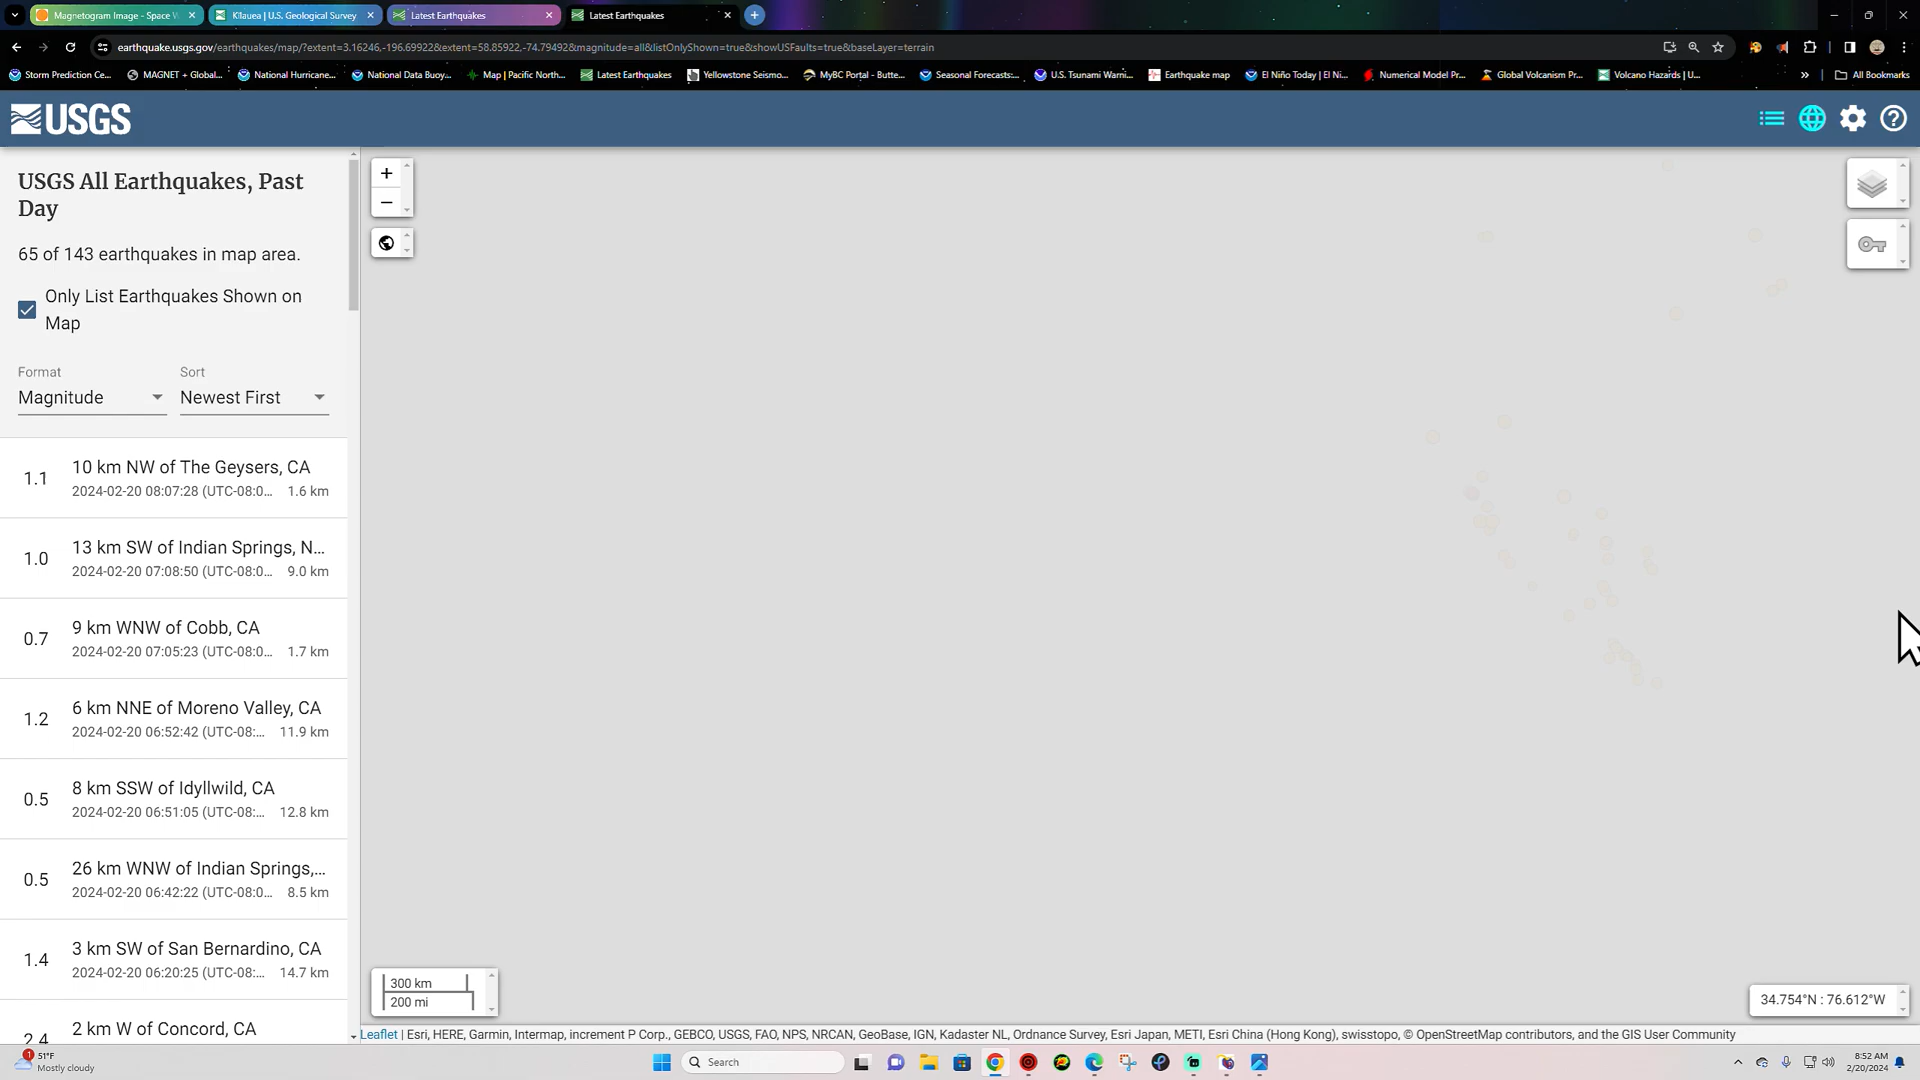 Magnetogram Image - Space W
Kilauea | U.S. Geological Survey
Latest Earthquakes
Latest Earthquakes
earthquake.usgs.gov/earthquakes/map/?extent=3.16246,-196.69922&extent=58.85922,-74.79492&magnitude=all&listOnlyShown=true&showUSFaults=true&baseLayer=terrain
Storm Prediction Ce...
MAGNET + Global...
National Hurricane...
National Data Buoy...
Map | Pacific North...
Latest Earthquakes
Yellowstone Seismo...
MyBC Portal - Butte...
Seasonal Forecasts:...
U.S. Tsunami Warni...
Earthquake map
El Niño Today | El Ni...
Numerical Model Pr...
Global Volcanism Pr...
Volcano Hazards | U...
All Bookmarks
USGS
USGS All Earthquakes, Past
Day
65 of 143 earthquakes in map area.
Only List Earthquakes Shown on
Map
Format
Sort
Magnitude
Newest First
1.1
10 km NW of The Geysers, CA
2024-02-20 08:07:28 (UTC-08:0... 1.6 km
1.0
13 km SW of Indian Springs, N...
2024-02-20 07:08:50 (UTC-08:0... 9.0 km
0.7
9 km WNW of Cobb, CA
2024-02-20 07:05:23 (UTC-08:0... 1.7 km
1.2
6 km NNE of Moreno Valley, CA
2024-02-20 06:52:42 (UTC-08:... 11.9 km
0.5
8 km SSW of Idyllwild, CA
2024-02-20 06:51:05 (UTC-08:... 12.8 km
0.5
26 km WNW of Indian Springs,...
2024-02-20 06:42:22 (UTC-08:0... 8.5 km
1.4
3 km SW of San Bernardino, CA
2024-02-20 06:20:25 (UTC-08:... 14.7 km
2.4
2 km W of Concord, CA
+
−
300 km
200 mi
34.754°N : 76.612°W
Leaflet | Esri, HERE, Garmin, Intermap, increment P Corp., GEBCO, USGS, FAO, NPS, NRCAN, GeoBase, IGN, Kadaster NL, Ordnance Survey, Esri Japan, METI, Esri China (Hong Kong), swisstopo, © OpenStreetMap contributors, and the GIS User Community
1
51°F
Mostly cloudy
Search
8:52 AM
2/20/2024